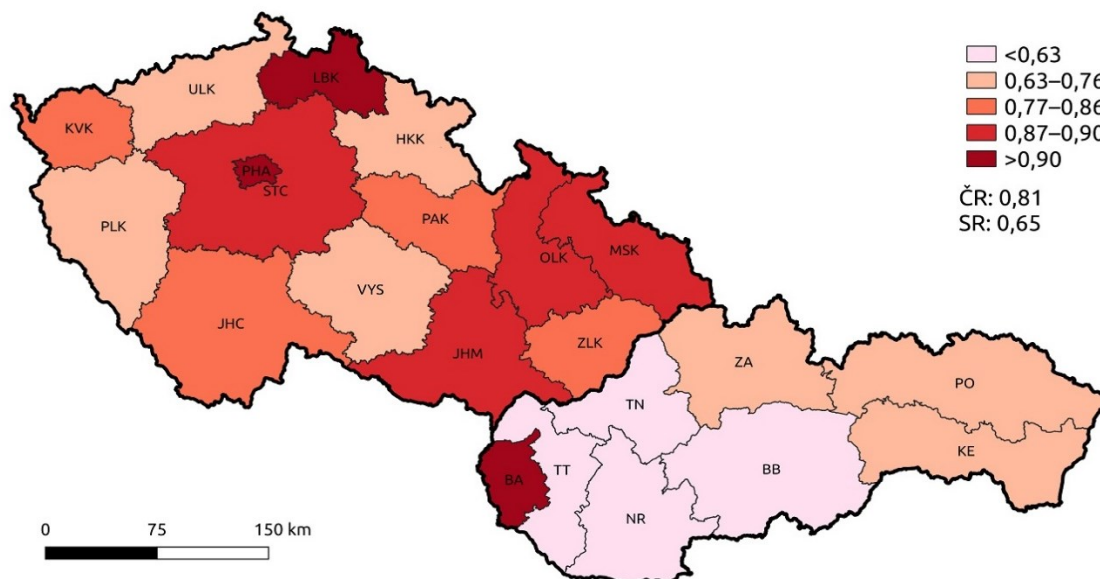 <0,63
0,63–0,76
0,77–0,86
0,87–0,90
>0,90
ČR: 0,81
SR: 0,65
LBK
ULK
KVK
HKK
PHA
STC
PLK
PAK
MSK
OLK
VYS
JHC
ZLK
JHM
ZA
PO
TN
KE
BB
TT
BA
NR
0 75 150 km